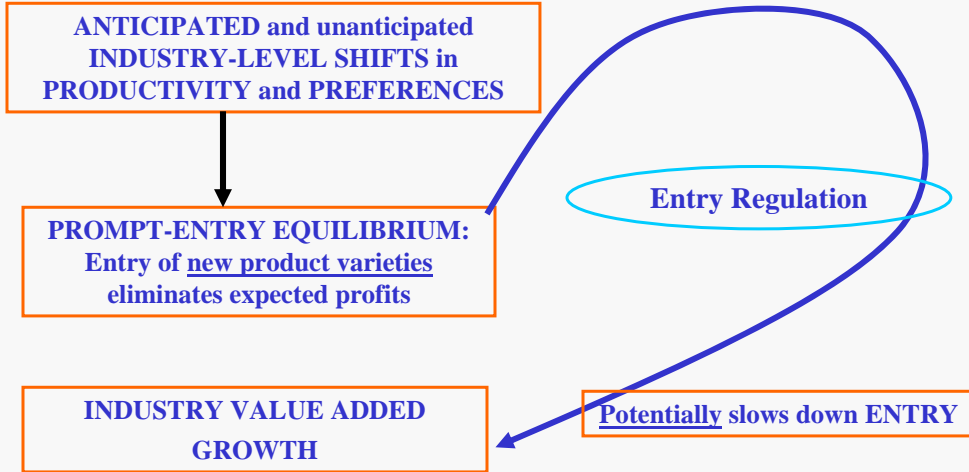 ANTICIPATED and unanticipated
INDUSTRY-LEVEL SHIFTS in
PRODUCTIVITY and PREFERENCES
Entry Regulation
PROMPT-ENTRY EQUILIBRIUM:
Entry of new product varieties
eliminates expected profits
INDUSTRY VALUE ADDED
GROWTH
Potentially slows down ENTRY